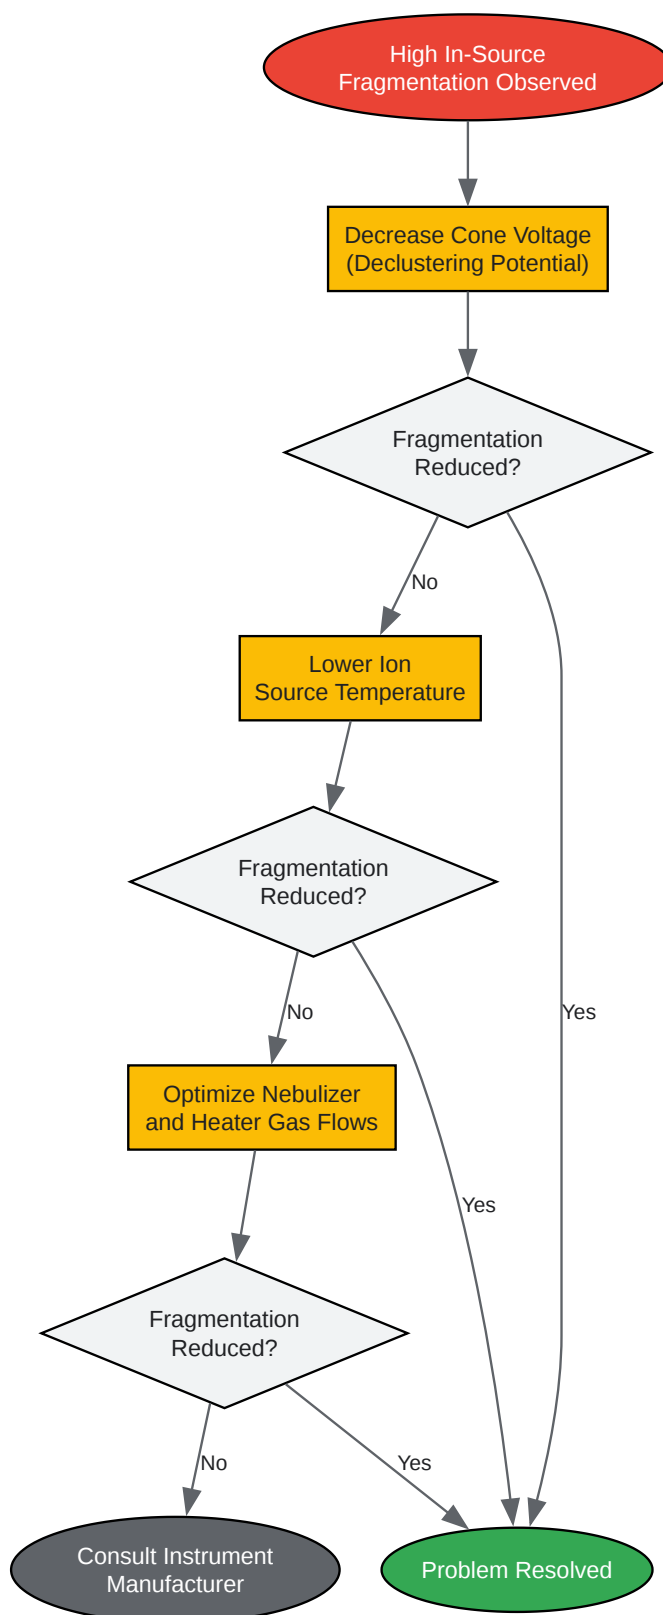 High In-Source
Fragmentation Observed
Decrease Cone Voltage
(Declustering Potential)
Fragmentation
Reduced?
No
Lower Ion
Source Temperature
Fragmentation
Reduced?
No
Yes
Optimize Nebulizer
and Heater Gas Flows
Yes
Fragmentation
Reduced?
No
Yes
Consult Instrument
Manufacturer
Problem Resolved